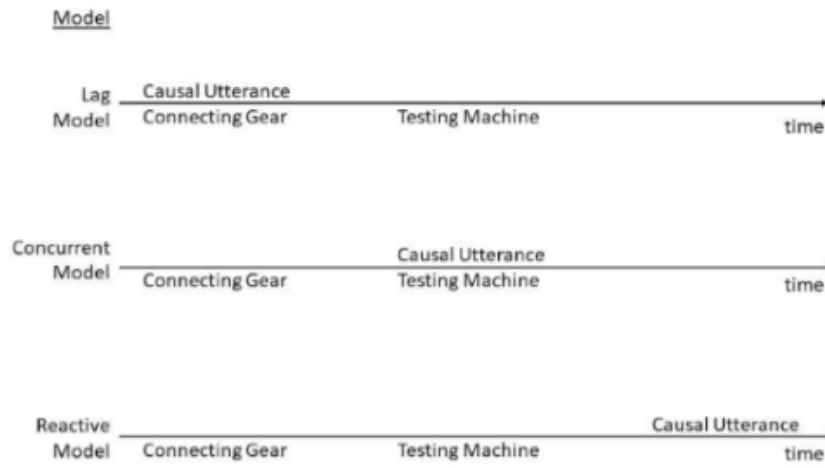 Model
Lag Model
Causal Utterance
Connecting Gear
Testing Machine
time
Concurrent Model
Causal Utterance
Connecting Gear
Testing Machine
time
Reactive Model
Causal Utterance
Connecting Gear
Testing Machine
time